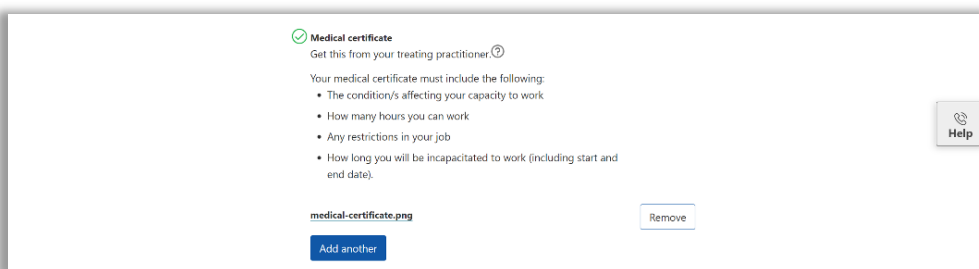 Medical certificate
Get this from your treating practitioner.?
Your medical certificate must include the following:
• The condition/s affecting your capacity to work
• How many hours you can work
• Any restrictions in your job
• How long you will be incapacitated to work (including start and
end date).
medical-certificate.png
Remove
Add another
Help